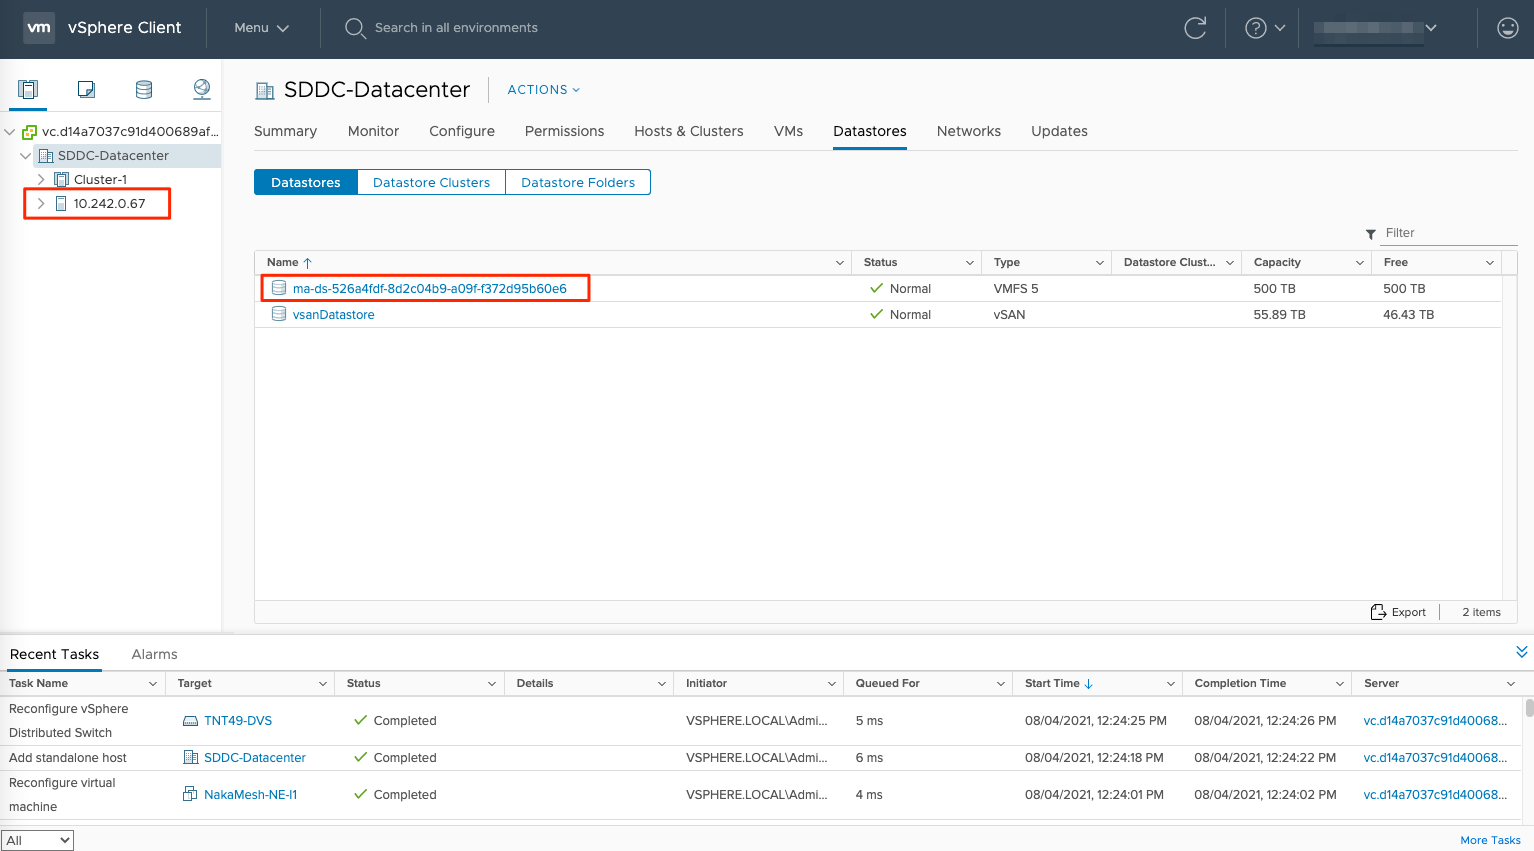 vm vSphere Client Menu Search in all environments
SDDC-Datacenter ACTIONS
vc.d14a7037c91d400689af...
SDDC-Datacenter
Cluster-1
10.242.0.67
Summary Monitor Configure Permissions Hosts & Clusters VMs Datastores Networks Updates
Datastores Datastore Clusters Datastore Folders
Filter
Name Status Type Datastore Clust... Capacity Free
ma-ds-526a4fdf-8d2c04b9-a09f-f372d95b60e6 Normal VMFS 5 500 TB 500 TB
vsanDatastore Normal vSAN 55.89 TB 46.43 TB
Export 2 items
Recent Tasks Alarms
Task Name Target Status Details Initiator Queued For Start Time Completion Time Server
Reconfigure vSphere
Distributed Switch TNT49-DVS Completed VSPHERE.LOCAL\Admi... 5 ms 08/04/2021, 12:24:25 PM 08/04/2021, 12:24:26 PM vc.d14a7037c91d40068...
Add standalone host SDDC-Datacenter Completed VSPHERE.LOCAL\Admi... 6 ms 08/04/2021, 12:24:18 PM 08/04/2021, 12:24:22 PM vc.d14a7037c91d40068...
Reconfigure virtual
machine NakaMesh-NE-I1 Completed VSPHERE.LOCAL\Admi... 4 ms 08/04/2021, 12:24:01 PM 08/04/2021, 12:24:02 PM vc.d14a7037c91d40068...
All More Tasks